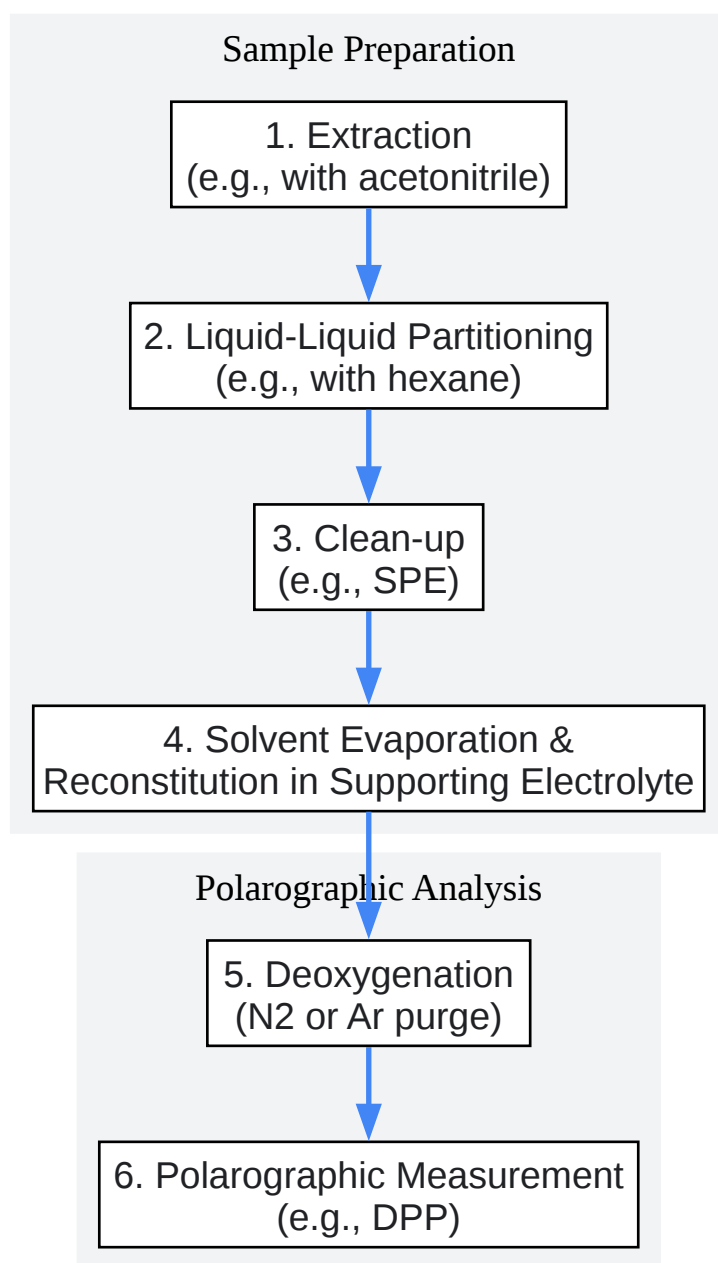 Sample Preparation
1. Extraction
(e.g., with acetonitrile)
2. Liquid-Liquid Partitioning
(e.g., with hexane)
3. Clean-up
(e.g., SPE)
4. Solvent Evaporation &
Reconstitution in Supporting Electrolyte
Polarographic Analysis
5. Deoxygenation
(N2 or Ar purge)
6. Polarographic Measurement
(e.g., DPP)